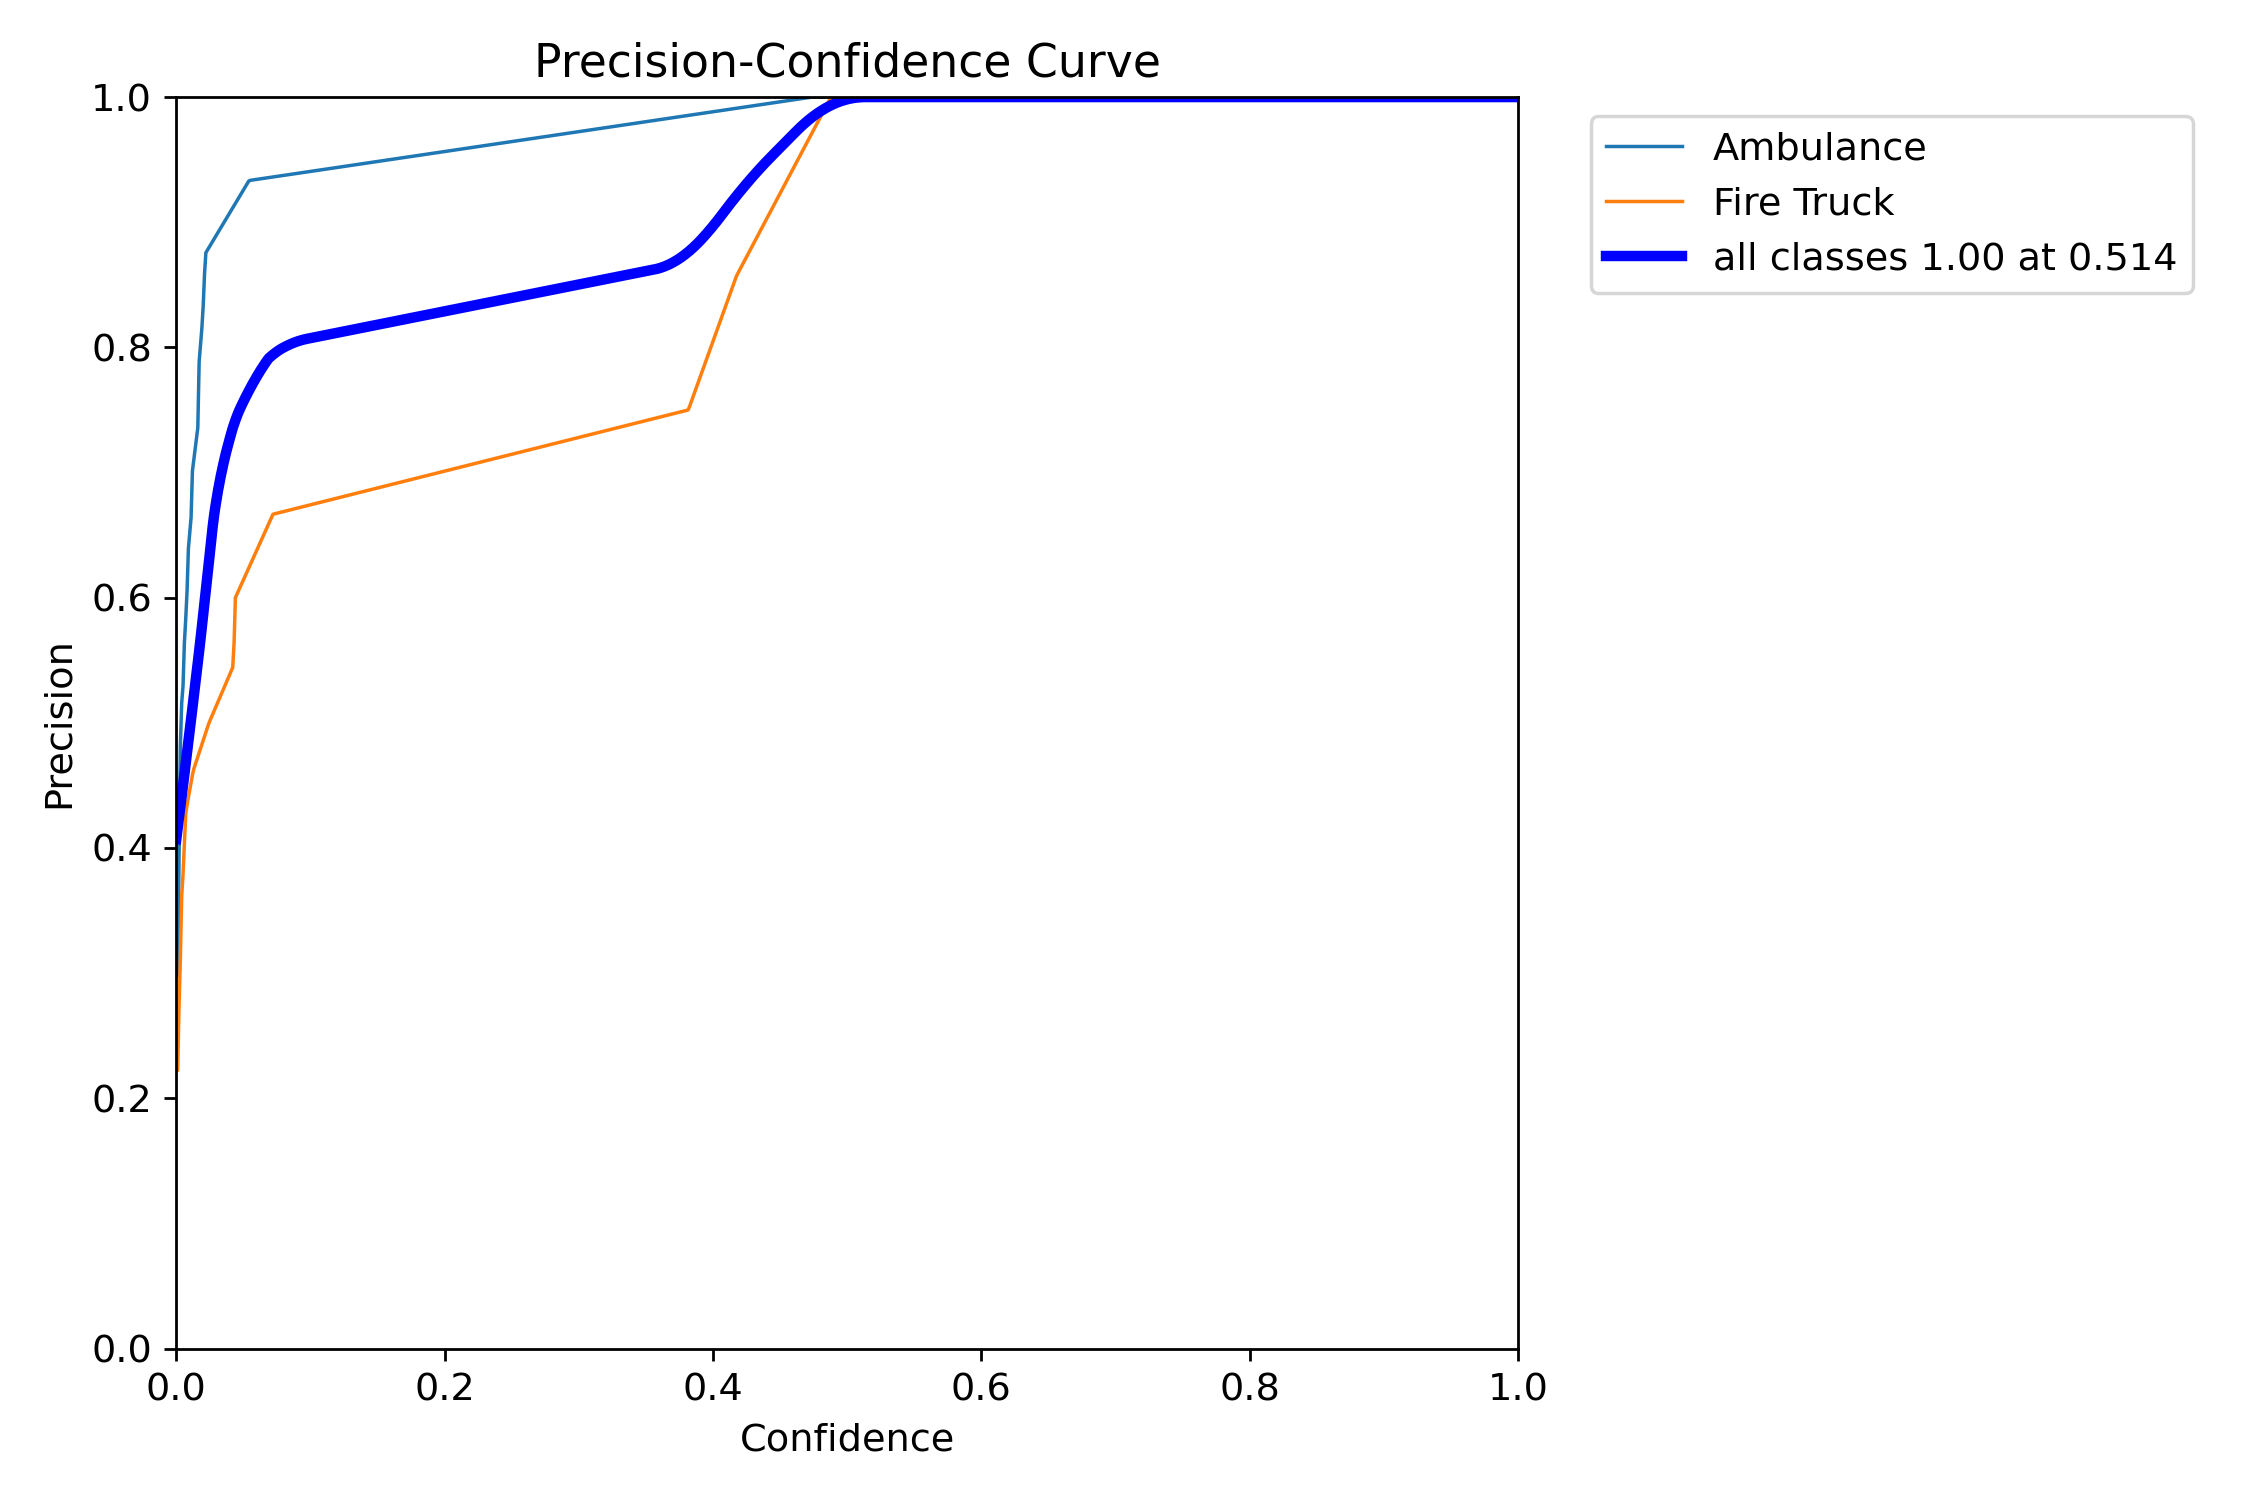 Precision-Confidence Curve
1.0
0.8
0.6
0.4
0.2
0.0
Precision
0.0 0.2 0.4 0.6 0.8 1.0
Confidence
Ambulance
Fire Truck
all classes 1.00 at 0.514